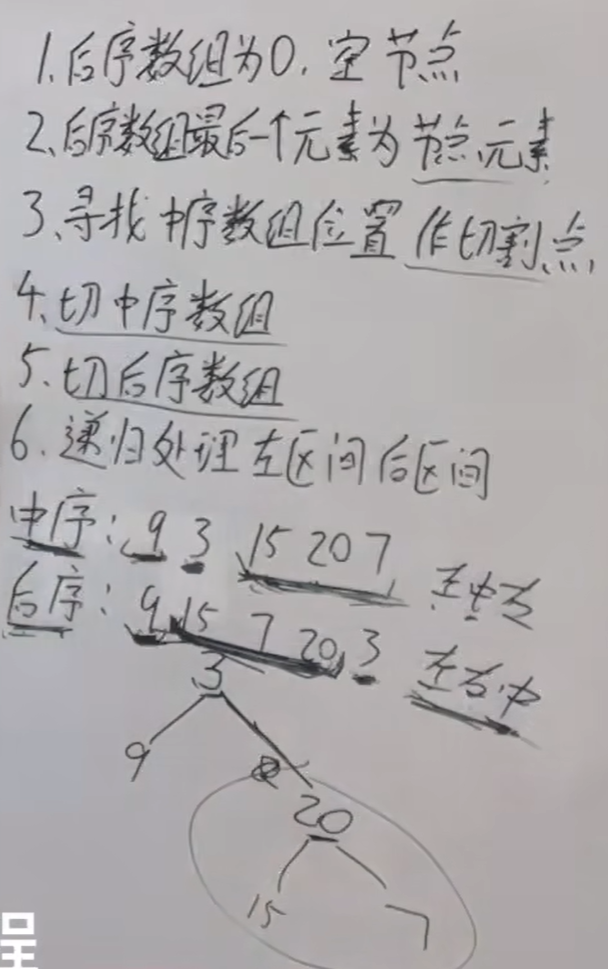 1、后序数组为0，空节点
2、后序数组最后一个元素为节点元素
3、寻找中序数组位置作切割点
4、切中序数组
5、切后序数组
6、递归处理左区间后区间
中序：9 3 15 20 7 左中右
后序：9 15 7 20 3 左右中
3
9
20
15 7
呈